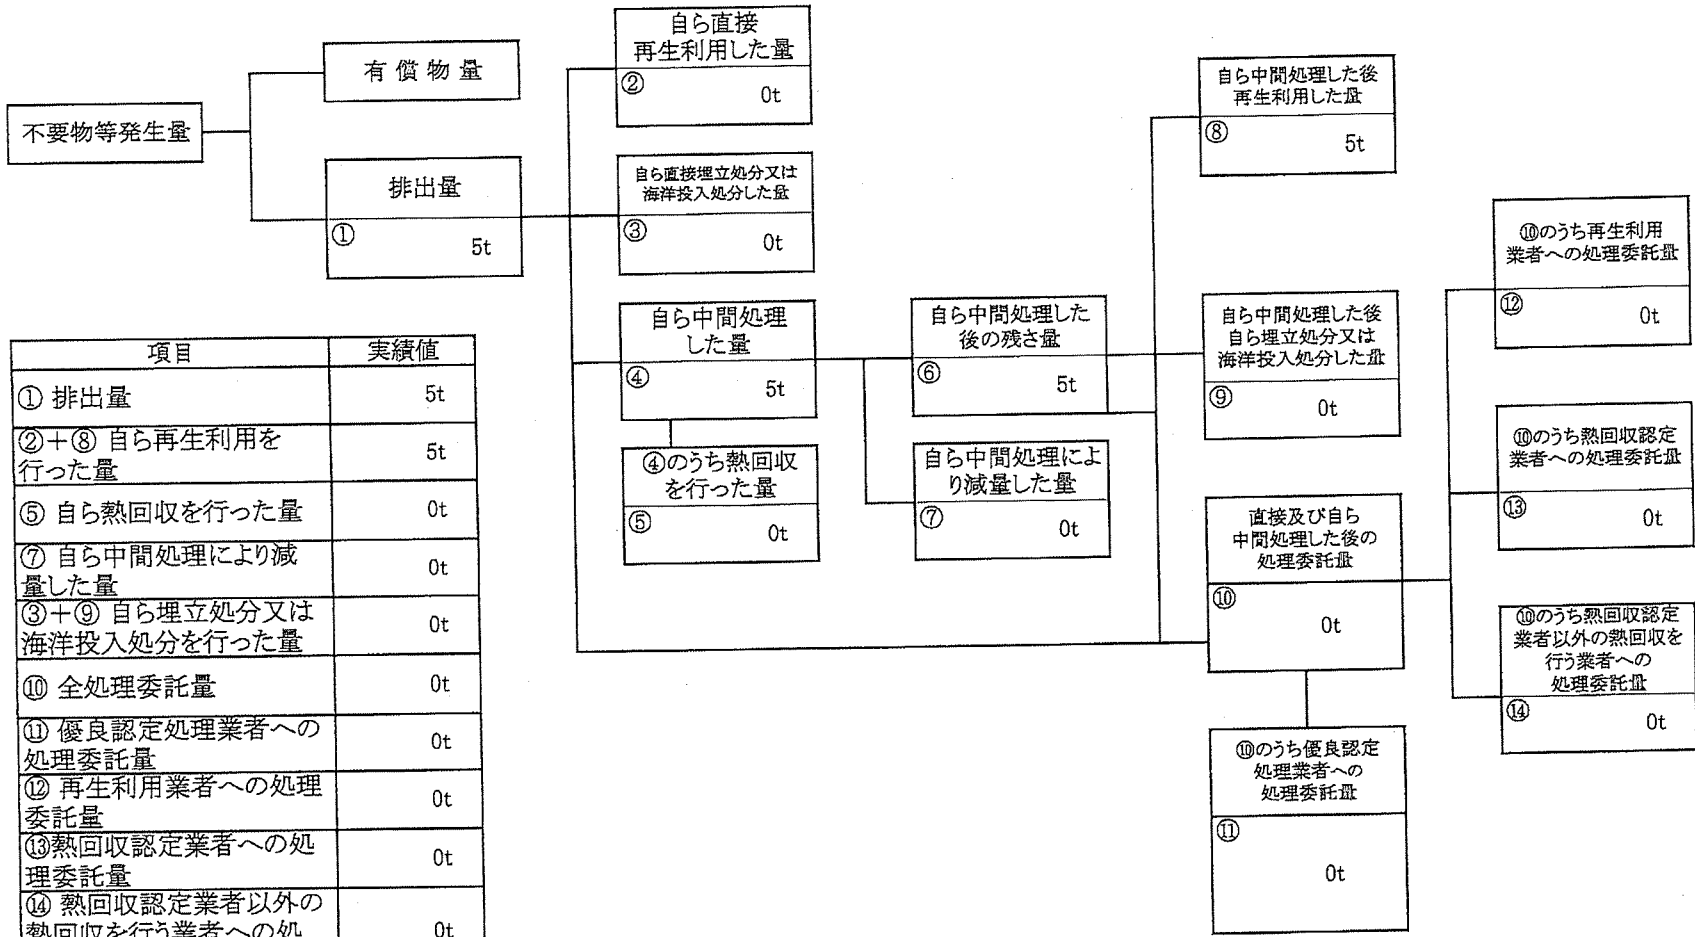 不要物等発生量
有償物量
排出量
①
5t
自ら直接
再生利用した量
②
0t
自ら直接埋立処分又は
海洋投入処分した量
③
0t
自ら中間処理
した量
④
5t
④のうち熱回収
を行った量
⑤
0t
自ら中間処理した
後の残さ量
⑥
5t
自ら中間処理によ
り減量した量
⑦
0t
自ら中間処理した後
再生利用した量
⑧
5t
自ら中間処理した後
自ら埋立処分又は
海洋投入処分した量
⑨
0t
直接及び自ら
中間処理した後の
処理委託量
⑩
0t
⑩のうち優良認定
処理業者への
処理委託量
⑪
0t
⑩のうち再生利用
業者への処理委託量
⑫
0t
⑩のうち熱回収認定
業者への処理委託量
⑬
0t
⑩のうち熱回収認定
業者以外の熱回収を
行う業者への
処理委託量
⑭
0t
項目 実績値
① 排出量 5t
②+⑧ 自ら再生利用を
行った量 5t
⑤ 自ら熱回収を行った量 0t
⑦ 自ら中間処理により減
量した量 0t
③+⑨ 自ら埋立処分又は
海洋投入処分を行った量 0t
⑩ 全処理委託量 0t
⑪ 優良認定処理業者への
処理委託量 0t
⑫ 再生利用業者への処理
委託量 0t
⑬熱回収認定業者への処
理委託量 0t
⑭ 熱回収認定業者以外の
熱回収を行う業者への処 0t